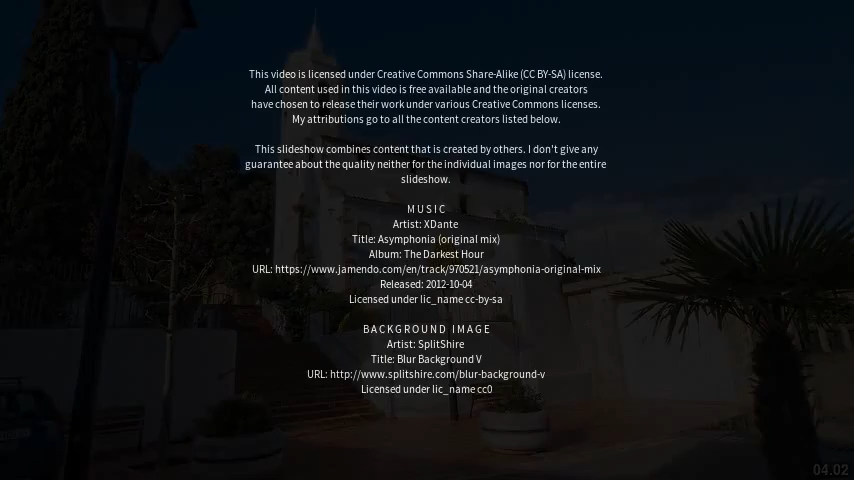 This video is licensed under Creative Commons Share-Alike (CC BY-SA) license.
All content used in this video is free available and the original creators
have chosen to release their work under various Creative Commons licenses.
My attributions go to all the content creators listed below.
This slideshow combines content that is created by others. I don't give any
guarantee about the quality neither for the individual images nor for the entire
slideshow.
MUSIC
Artist: XDante
Title: Asymphonia (original mix)
Album: The Darkest Hour
URL: https://www.jamendo.com/en/track/970521/asymphonia-original-mix
Released: 2012-10-04
Licensed under lic_name cc-by-sa
BACKGROUND IMAGE
Artist: SplitShire
Title: Blur Background V
URL: http://www.splitshire.com/blur-background-v
Licensed under lic_name cc0
04.02